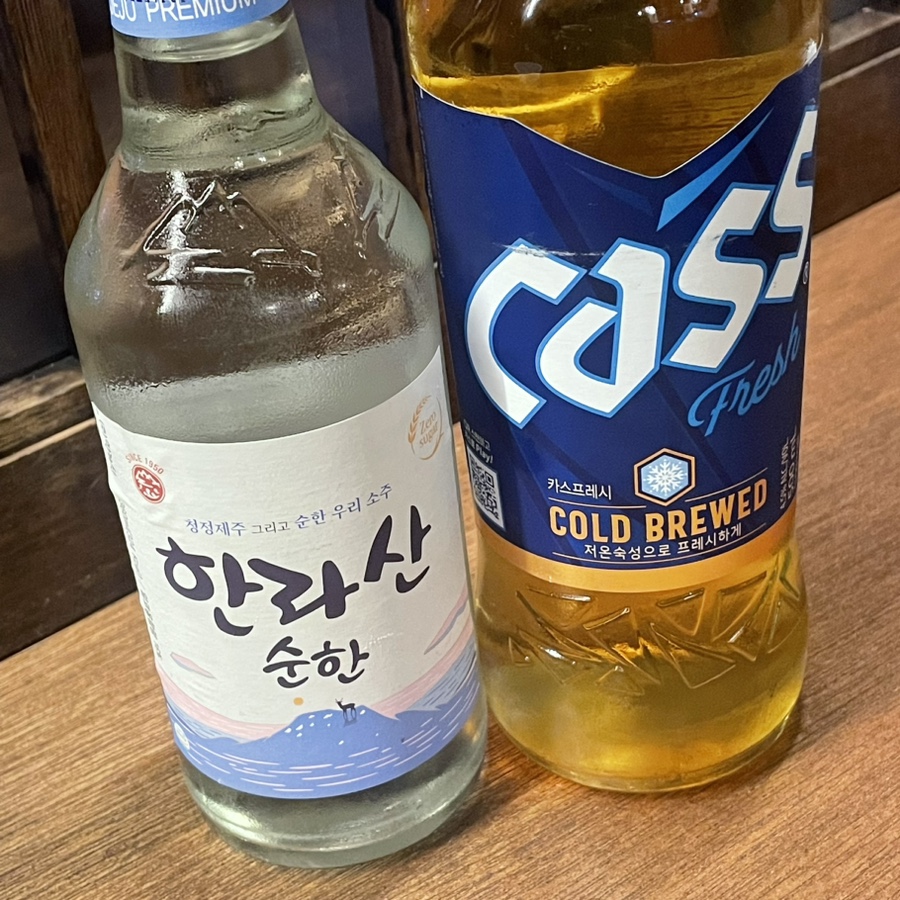 JEJU PREMIUM
Zero
sugar
SINCE 1950
청정제주 그리고 순한 우리 소주
한라산
순한
Cass
Fresh
카스프레시
COLD BREWED
저온숙성으로 프레시하게